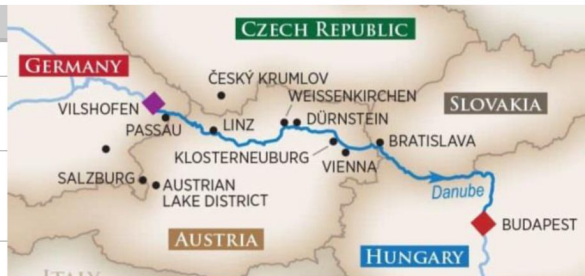 CZECH REPUBLIC
GERMANY
ČESKÝ KRUMLOV
WEISSENKIRCHEN
SLOVAKIA
VILSHOFEN
DÜRNSTEIN
PASSAU
LINZ
BRATISLAVA
KLOSTERNEUBURG
VIENNA
SALZBURG
AUSTRIAN
LAKE DISTRICT
Danube
BUDAPEST
AUSTRIA
HUNGARY
ITALY